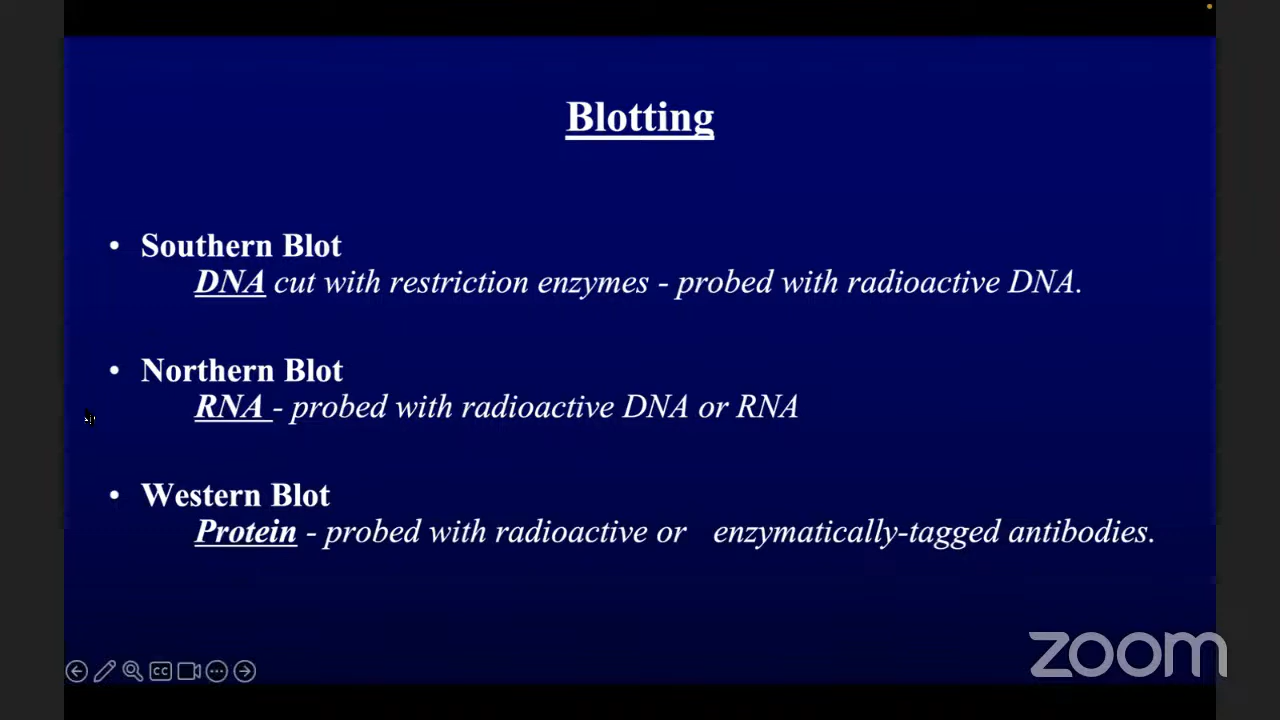 Blotting
• Southern Blot
DNA cut with restriction enzymes - probed with radioactive DNA.
• Northern Blot
RNA - probed with radioactive DNA or RNA
• Western Blot
Protein - probed with radioactive or enzymatically-tagged antibodies.
CC
zoom